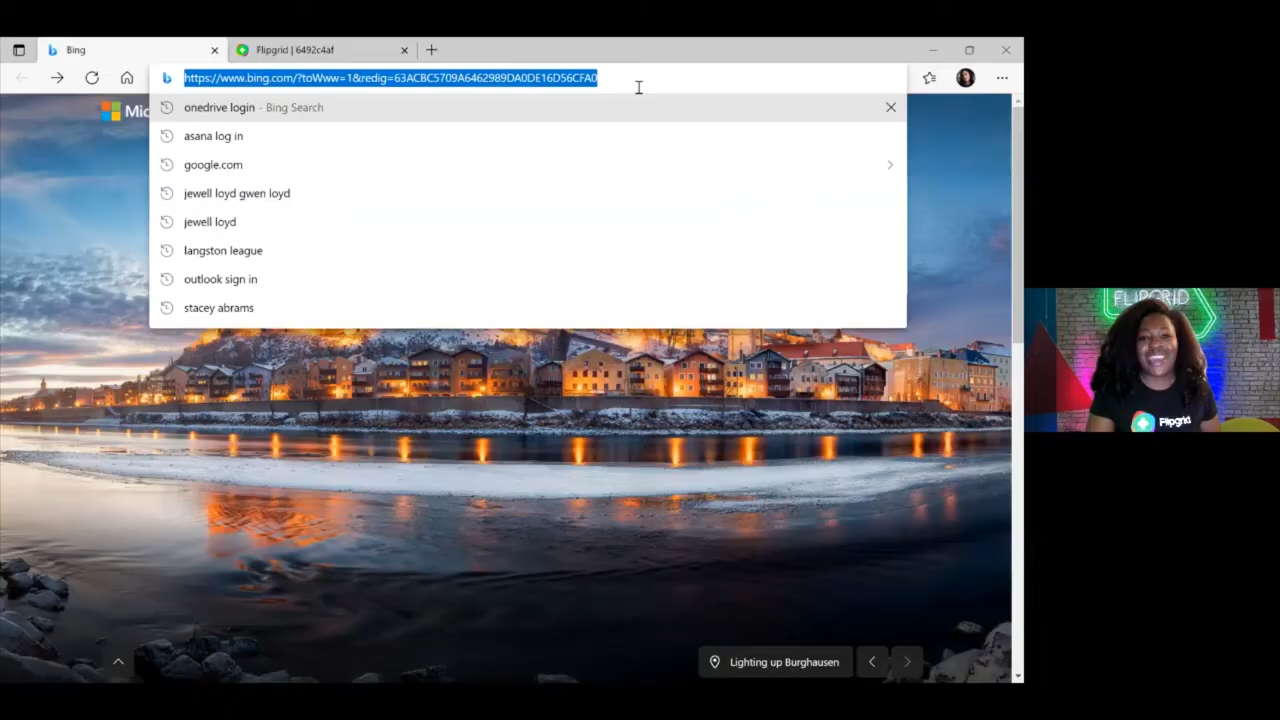 Bing
Flipgrid | 6492c4af
https://www.bing.com/?toWww=1&redig=63ACBC5709A6462989DA0DE16D56CFA0
Mic
onedrive login - Bing Search
asana log in
google.com
jewell loyd gwen loyd
jewell loyd
langston league
outlook sign in
stacey abrams
FLIPGRID
Flipgrid
Lighting up Burghausen